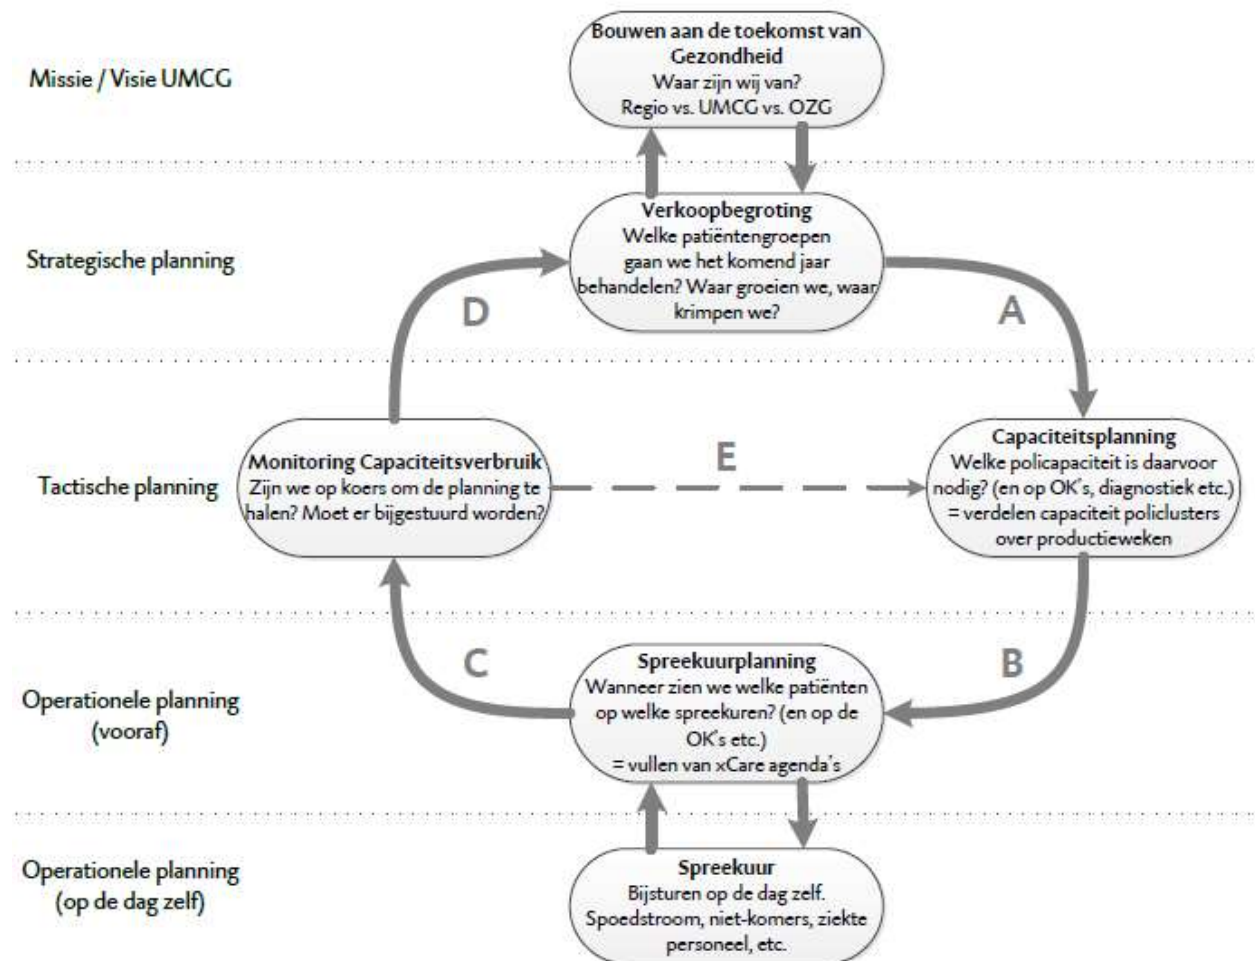 Bouwen aan de toekomst van
Gezondheid
Waar zijn wij van?
Regio vs. UMCG vs. OZG
Missie / Visie UMCG
Verkoopbegroting
Welke patiëntengroepen
gaan we het komend jaar
behandelen? Waar groeien we, waar
krimpen we?
Strategische planning
D
A
Monitoring Capaciteitsverbruik
Zijn we op koers om de planning te
halen? Moet er bijgestuurd worden?
E
Capaciteitsplanning
Welke policapaciteit is daarvoor
nodig? (en op OK's, diagnostiek etc.)
= verdelen capaciteit policlusters
over productieweken
Tactische planning
C
B
Spreekuurplanning
Wanneer zien we welke patiënten
op welke spreekuren? (en op de
OK's etc.)
= vullen van xCare agenda's
Operationele planning
(vooraf)
Spreekuur
Bijsturen op de dag zelf.
Spoedstroom, niet-komers, ziekte
personeel, etc.
Operationele planning
(op de dag zelf)